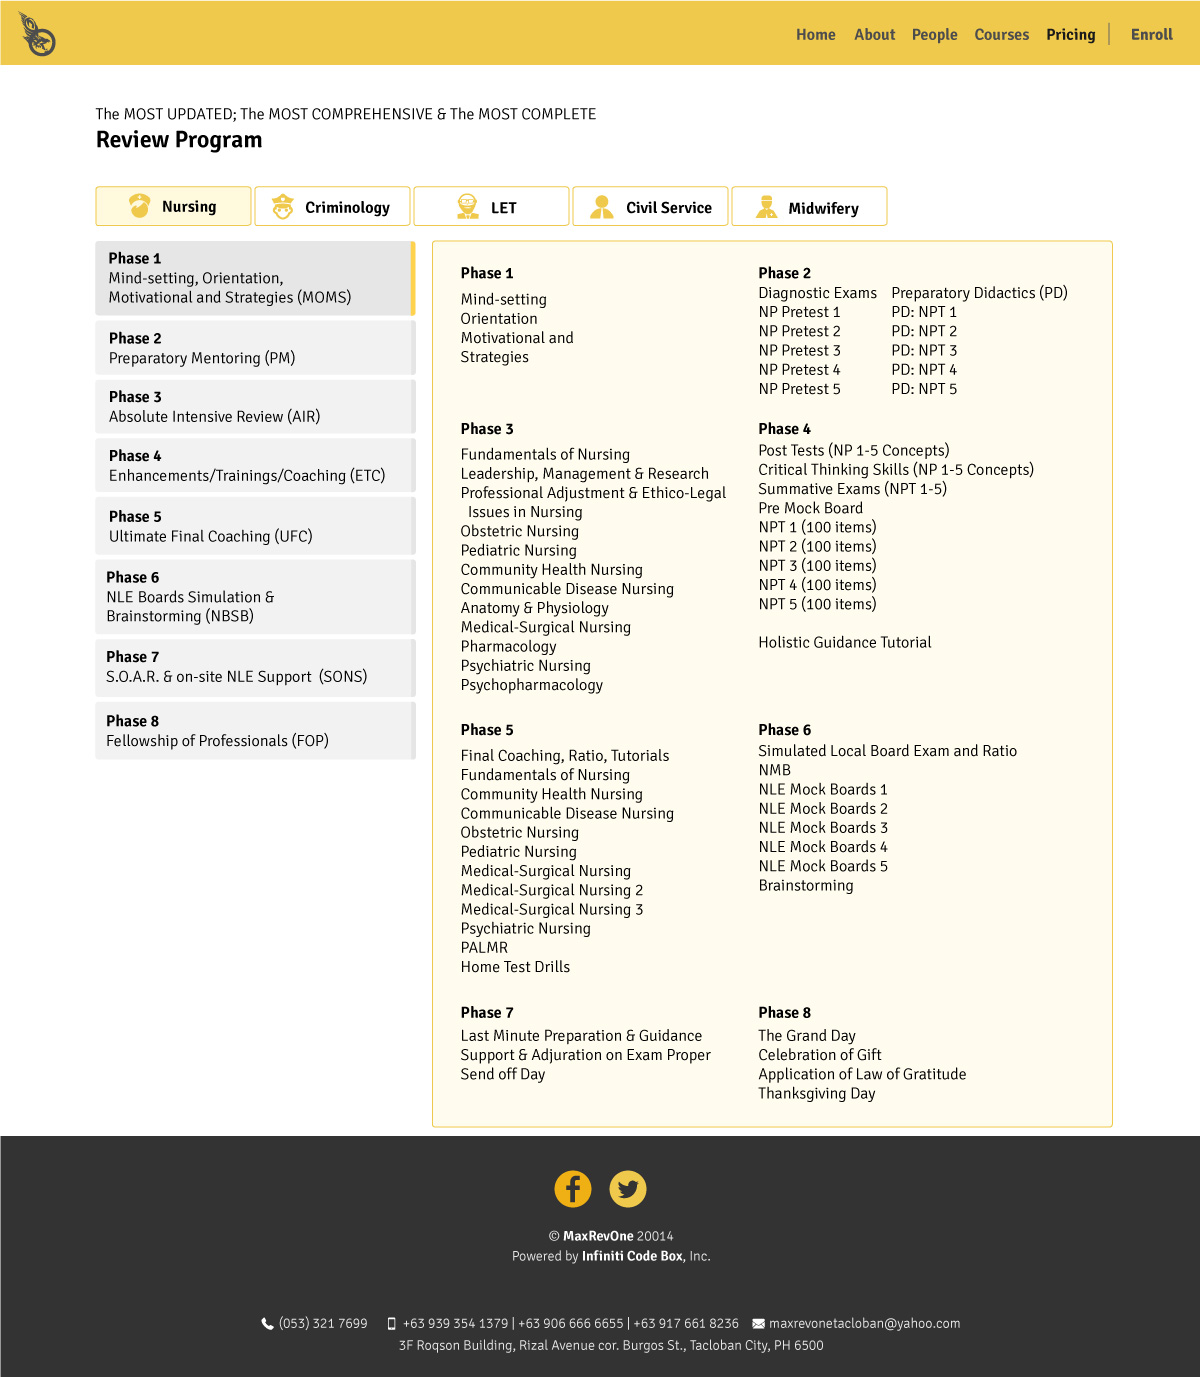 Home About People Courses Pricing Enroll
The MOST UPDATED; The MOST COMPREHENSIVE & The MOST COMPLETE
Review Program
Nursing Criminology LET Civil Service Midwifery
Phase 1
Mind-setting, Orientation,
Motivational and Strategies (MOMS)
Phase 2
Preparatory Mentoring (PM)
Phase 3
Absolute Intensive Review (AIR)
Phase 4
Enhancements/Trainings/Coaching (ETC)
Phase 5
Ultimate Final Coaching (UFC)
Phase 6
NLE Boards Simulation &
Brainstorming (NBSB)
Phase 7
S.O.A.R. & on-site NLE Support (SONS)
Phase 8
Fellowship of Professionals (FOP)
Phase 1
Mind-setting
Orientation
Motivational and
Strategies
Phase 2
Diagnostic Exams Preparatory Didactics (PD)
NP Pretest 1 PD: NPT 1
NP Pretest 2 PD: NPT 2
NP Pretest 3 PD: NPT 3
NP Pretest 4 PD: NPT 4
NP Pretest 5 PD: NPT 5
Phase 3
Fundamentals of Nursing
Leadership, Management & Research
Professional Adjustment & Ethico-Legal
Issues in Nursing
Obstetric Nursing
Pediatric Nursing
Community Health Nursing
Communicable Disease Nursing
Anatomy & Physiology
Medical-Surgical Nursing
Pharmacology
Psychiatric Nursing
Psychopharmacology
Phase 4
Post Tests (NP 1-5 Concepts)
Critical Thinking Skills (NP 1-5 Concepts)
Summative Exams (NPT 1-5)
Pre Mock Board
NPT 1 (100 items)
NPT 2 (100 items)
NPT 3 (100 items)
NPT 4 (100 items)
NPT 5 (100 items)
Holistic Guidance Tutorial
Phase 5
Final Coaching, Ratio, Tutorials
Fundamentals of Nursing
Community Health Nursing
Communicable Disease Nursing
Obstetric Nursing
Pediatric Nursing
Medical-Surgical Nursing
Medical-Surgical Nursing 2
Medical-Surgical Nursing 3
Psychiatric Nursing
PALMR
Home Test Drills
Phase 6
Simulated Local Board Exam and Ratio
NMB
NLE Mock Boards 1
NLE Mock Boards 2
NLE Mock Boards 3
NLE Mock Boards 4
NLE Mock Boards 5
Brainstorming
Phase 7
Last Minute Preparation & Guidance
Support & Adjuration on Exam Proper
Send off Day
Phase 8
The Grand Day
Celebration of Gift
Application of Law of Gratitude
Thanksgiving Day
© MaxRevOne 20014
Powered by Infiniti Code Box, Inc.
(053) 321 7699 +63 939 354 1379 | +63 906 666 6655 | +63 917 661 8236 maxrevonetacloban@yahoo.com
3F Roqson Building, Rizal Avenue cor. Burgos St., Tacloban City, PH 6500